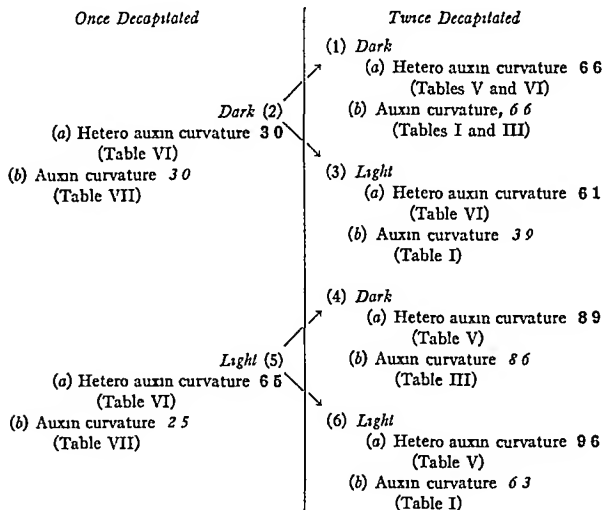 Once Decapitated
Twice Decapitated
Dark (2)
(a) Hetero auxin curvature 3 0
(Table VI)
(b) Auxin curvature 3 0
(Table VII)
Light (5)
(a) Hetero auxin curvature 6 5
(Table VI)
(b) Auxin curvature 2 5
(Table VII)
(1) Dark
(a) Hetero auxin curvature 6 6
(Tables V and VI)
(b) Auxin curvature, 6 6
(Tables I and III)
(3) Light
(a) Hetero auxin curvature 6 1
(Table VI)
(b) Auxin curvature 3 9
(Table I)
(4) Dark
(a) Hetero auxin curvature 8 9
(Table V)
(b) Auxin curvature 8 6
(Table III)
(6) Light
(a) Hetero auxin curvature 9 6
(Table V)
(b) Auxin curvature 6 3
(Table I)